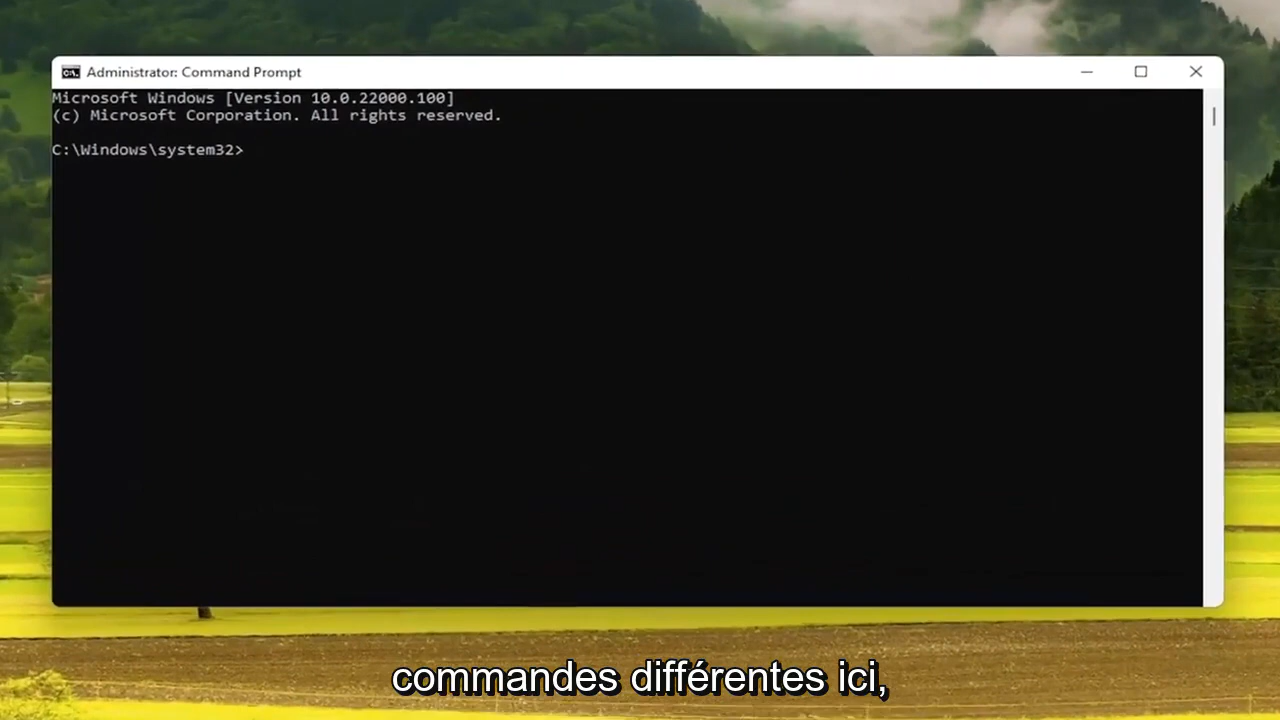 Administrator: Command Prompt
Microsoft Windows [Version 10.0.22000.100]
(c) Microsoft Corporation. All rights reserved.
C:\Windows\system32>
commandes différentes ici,